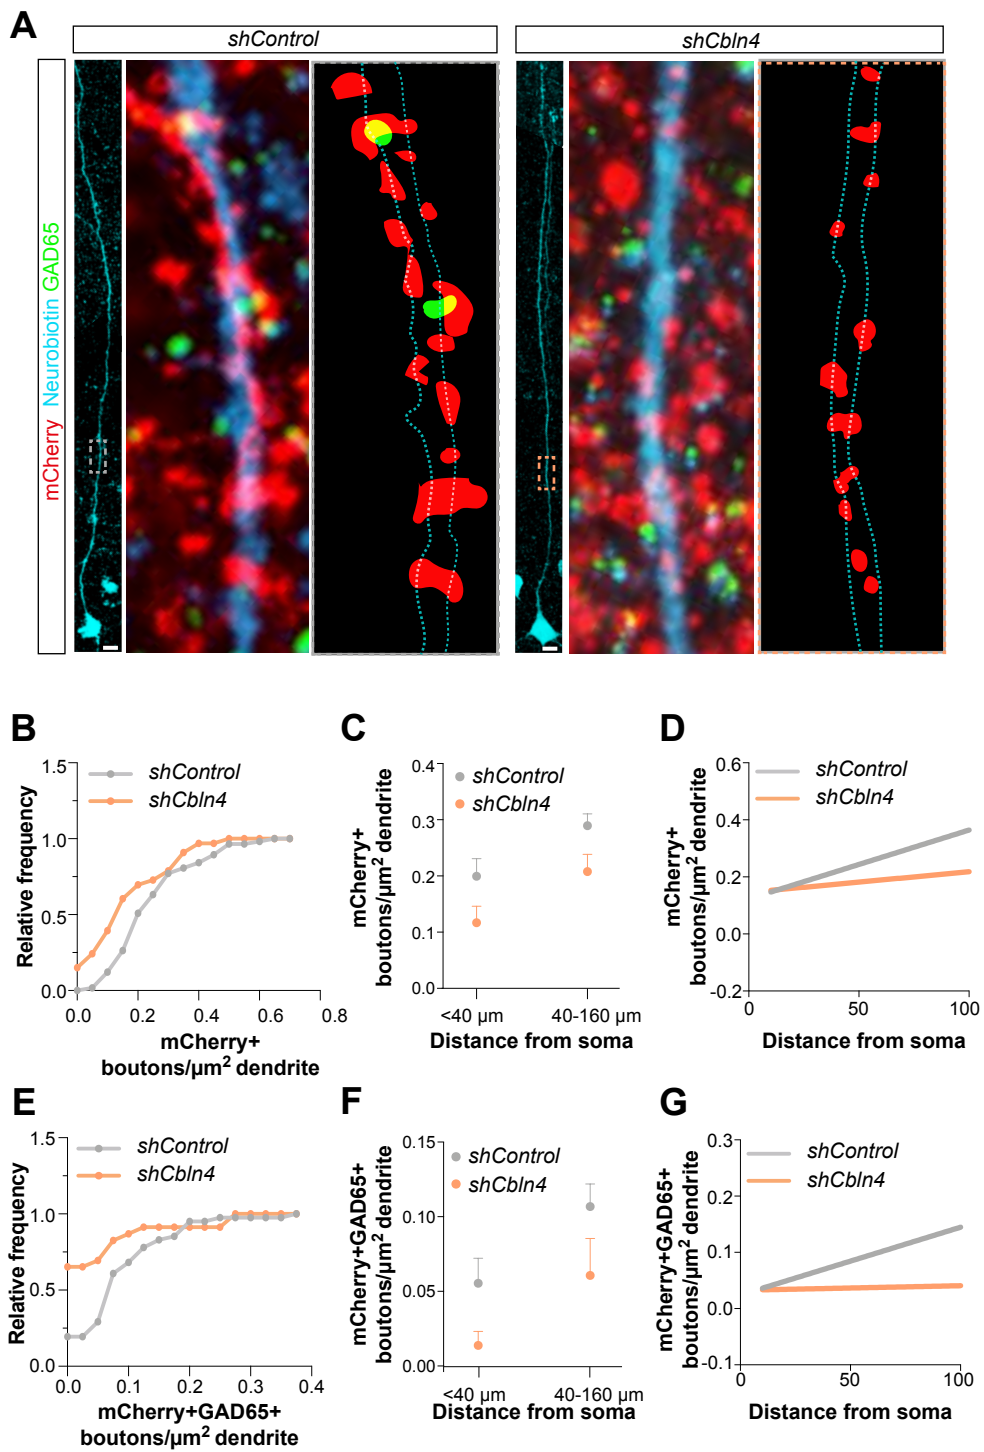 A
shControl
shCbln4
mCherry Neurobiotin GAD65
B
Relative frequency
1.5
1.0
0.5
0.0
shControl
shCbln4
0.0 0.2 0.4 0.6 0.8
mCherry+
boutons/µm² dendrite
C
mCherry+
boutons/µm² dendrite
0.4
0.3
0.2
0.1
0.0
shControl
shCbln4
<40 µm 40-160 µm
Distance from soma
D
mCherry+
boutons/µm² dendrite
0.6
0.4
0.2
0.0
-0.2
shControl
shCbln4
0 50 100
Distance from soma
E
Relative frequency
1.5
1.0
0.5
0.0
shControl
shCbln4
0.0 0.1 0.2 0.3 0.4
mCherry+GAD65+
boutons/µm² dendrite
F
mCherry+GAD65+
boutons/µm² dendrite
0.15
0.10
0.05
0.00
shControl
shCbln4
<40 µm 40-160 µm
Distance from soma
G
mCherry+GAD65+
boutons/µm² dendrite
0.3
0.2
0.1
0.0
-0.1
shControl
shCbln4
0 50 100
Distance from soma